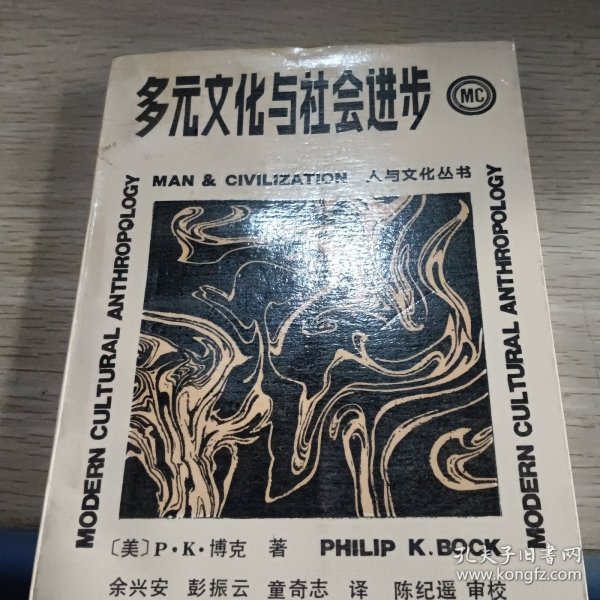 多元文化与社会进步
MC
MAN & CIVILIZATION 人与文化丛书
MODERN CULTURAL ANTHROPOLOGY
MODERN CULTURAL ANTHROPOLOGY
〔美〕P·K·博克 著 PHILIP K. BOCK
余兴安 彭振云 童奇志 译 陈纪遥 审校
孔夫子旧书网
www.kongfz.com